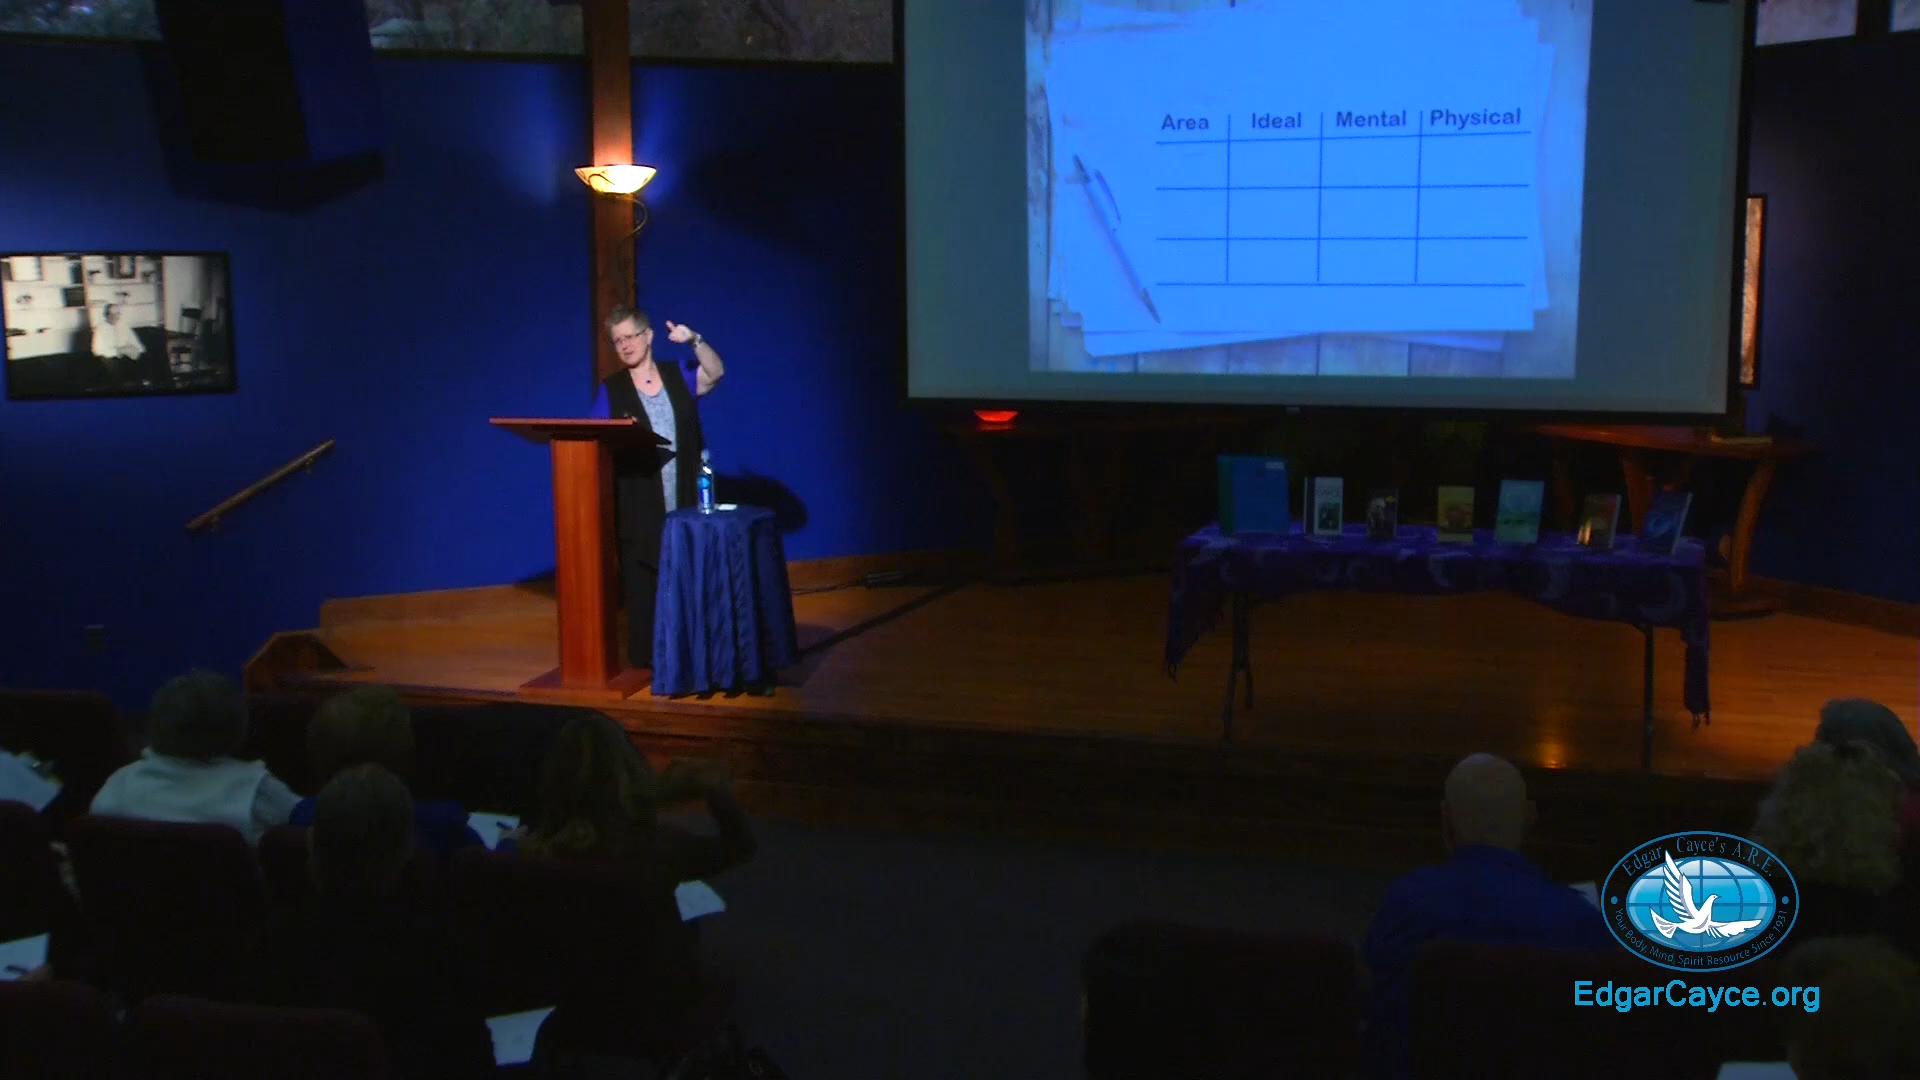 Area Ideal Mental Physical
Edgar Cayce's A.R.E.
Your Body, Mind, Spirit Resource Since 1931
EdgarCayce.org